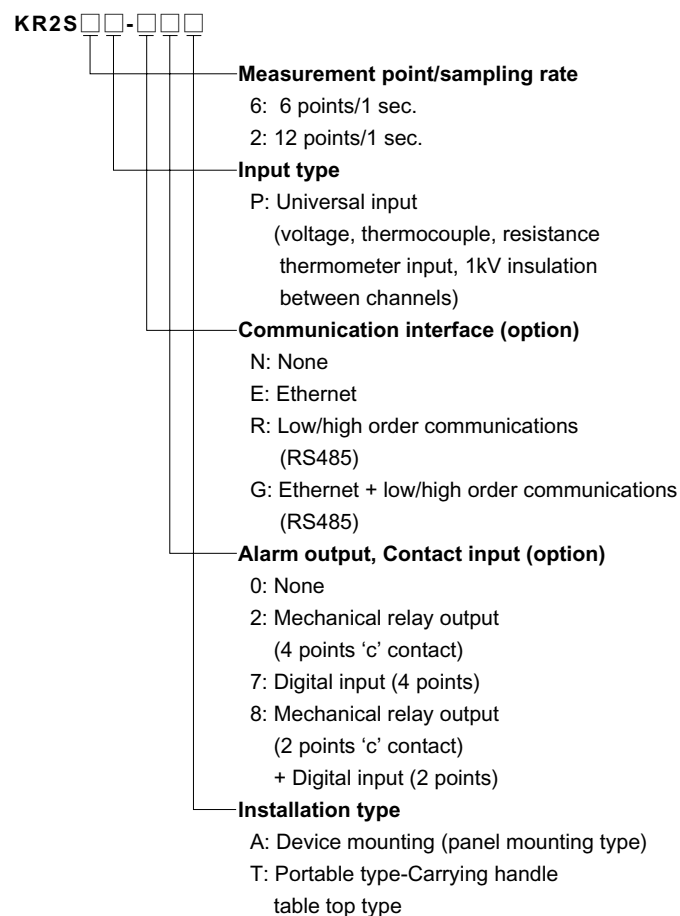 KR2S□□-□□□
Measurement point/sampling rate
6: 6 points/1 sec.
2: 12 points/1 sec.
Input type
P: Universal input
(voltage, thermocouple, resistance
thermometer input, 1kV insulation
between channels)
Communication interface (option)
N: None
E: Ethernet
R: Low/high order communications
(RS485)
G: Ethernet + low/high order communications
(RS485)
Alarm output, Contact input (option)
0: None
2: Mechanical relay output
(4 points ‘c’ contact)
7: Digital input (4 points)
8: Mechanical relay output
(2 points ‘c’ contact)
+ Digital input (2 points)
Installation type
A: Device mounting (panel mounting type)
T: Portable type-Carrying handle
table top type